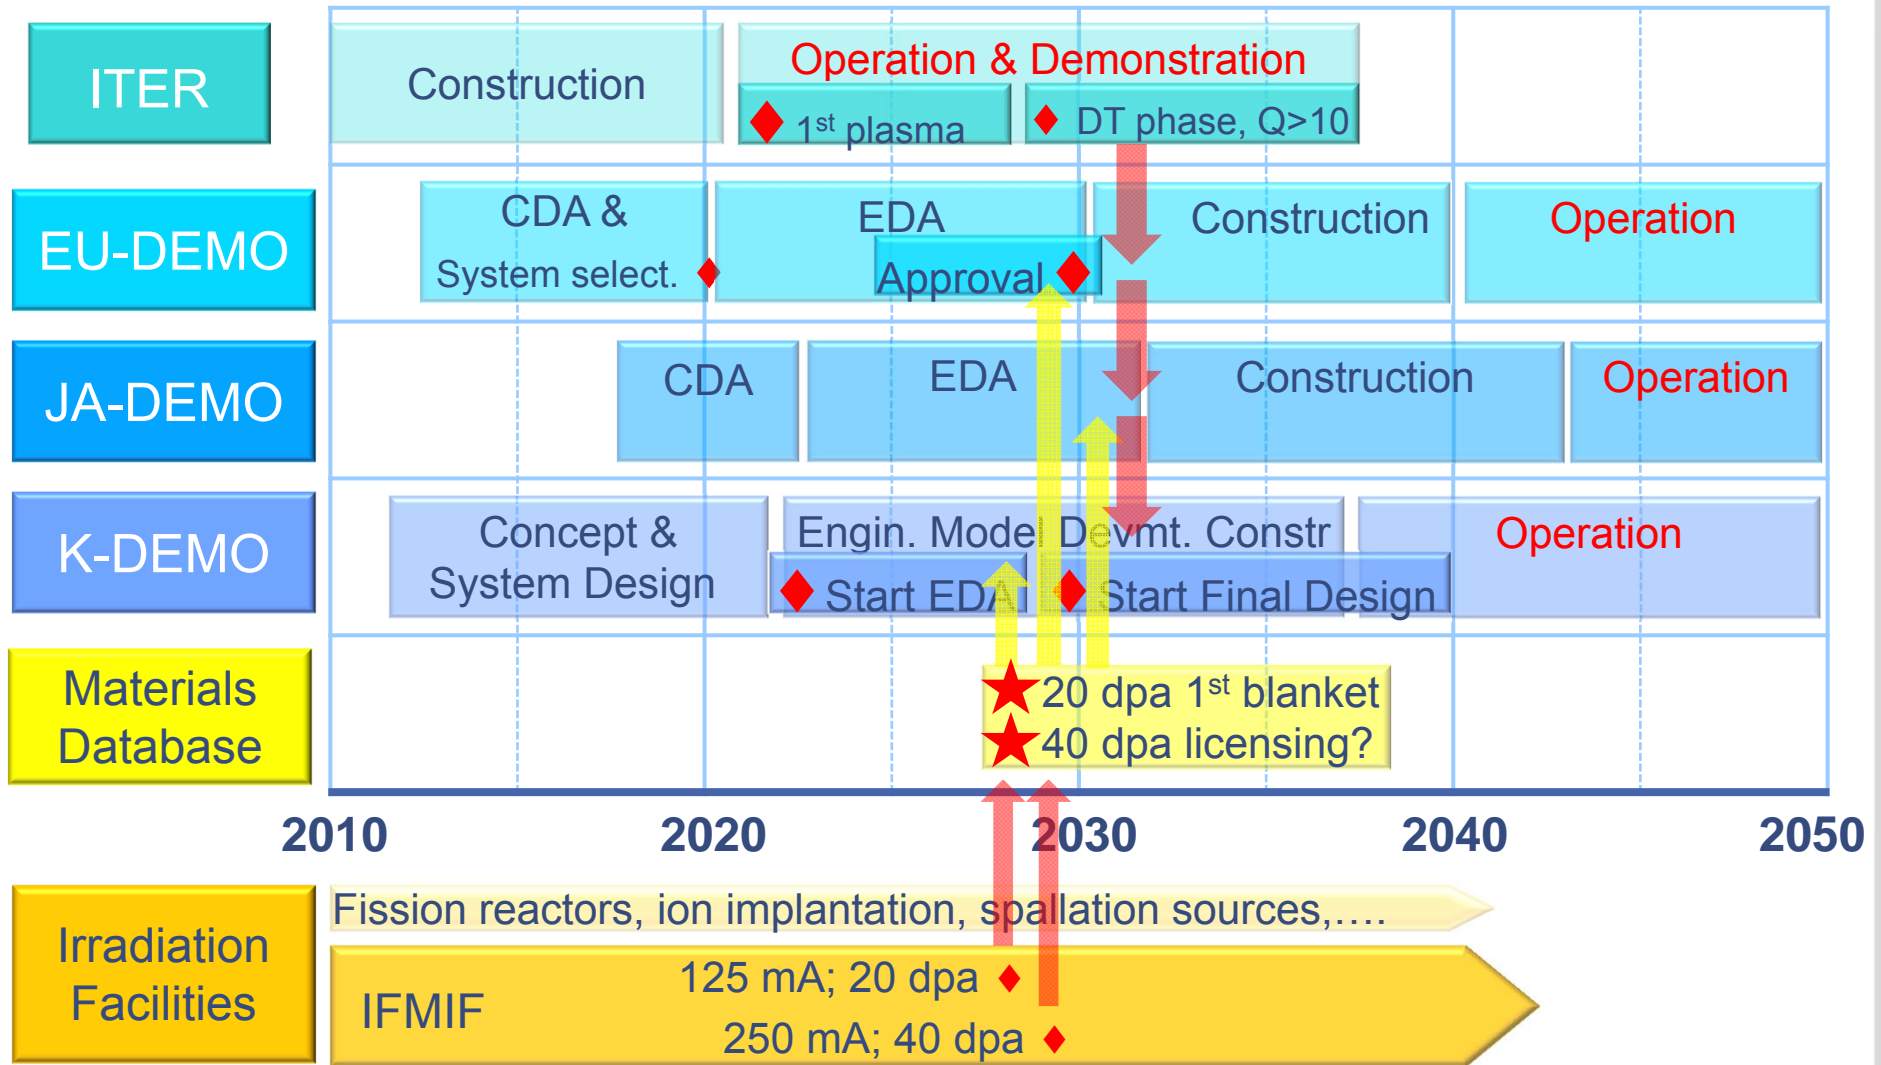 ITER
Construction
Operation & Demonstration
1st plasma
DT phase, Q>10
EU-DEMO
CDA &
System select.
EDA
Approval
Construction
Operation
JA-DEMO
CDA
EDA
Construction
Operation
K-DEMO
Concept &
System Design
Engin. Mode Devmt. Constr
Start EDA
Start Final Design
Operation
Materials
Database
20 dpa 1st blanket
40 dpa licensing?
2010 2020 2030 2040 2050
Irradiation
Facilities
Fission reactors, ion implantation, spallation sources,....
IFMIF
125 mA; 20 dpa
250 mA; 40 dpa